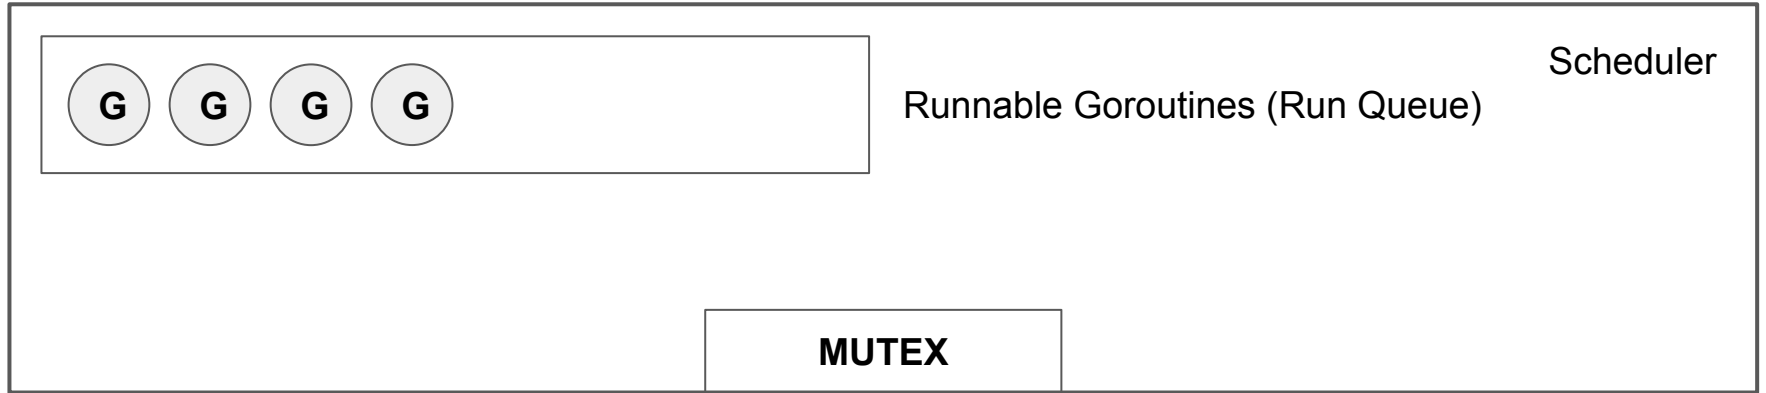 Scheduler
G G G G
Runnable Goroutines (Run Queue)
MUTEX